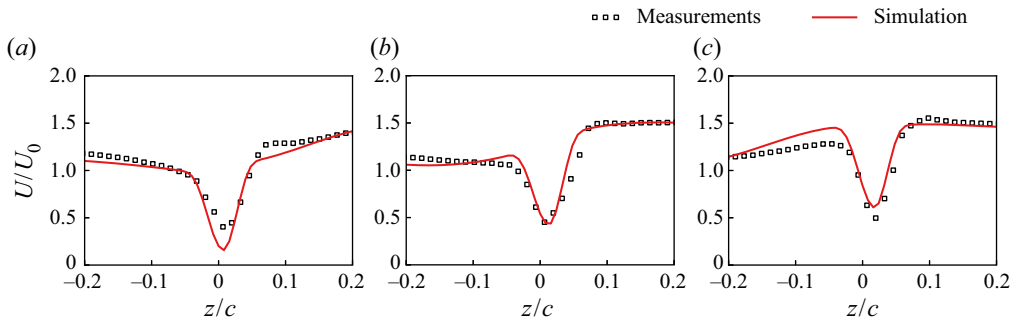 Measurements Simulation
(a) (b) (c)
2.0 2.0 2.0
1.5 1.5 1.5
U/U0 1.0 1.0 1.0
0.5 0.5 0.5
0 0 0
−0.2 −0.1 0 0.1 0.2 −0.2 −0.1 0 0.1 0.2 −0.2 −0.1 0 0.1 0.2
z/c z/c z/c